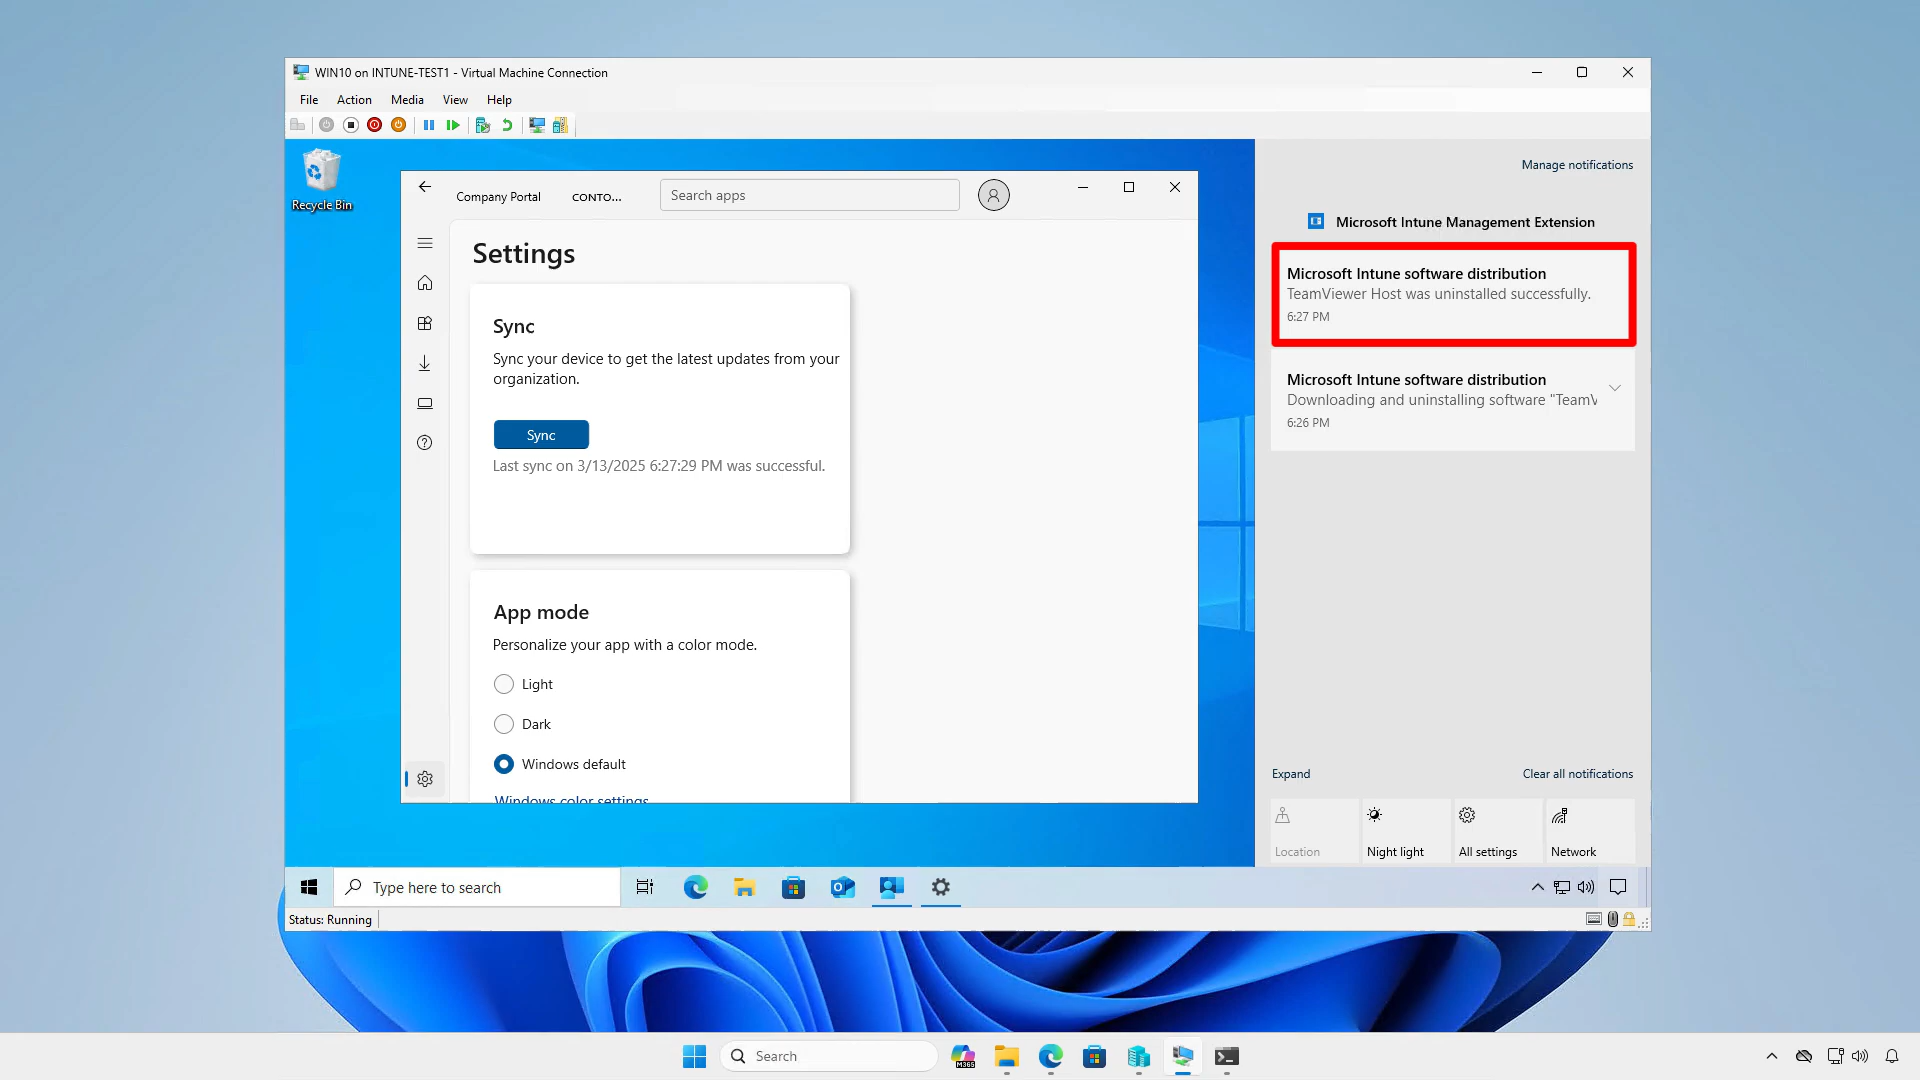 WIN10 on INTUNE-TEST1 - Virtual Machine Connection
File Action Media View Help
Recycle Bin
Company Portal CONTO...
Search apps
Settings
Sync
Sync your device to get the latest updates from your
organization.
Sync
Last sync on 3/13/2025 6:27:29 PM was successful.
App mode
Personalize your app with a color mode.
Light
Dark
Windows default
Windows color settings
Manage notifications
Microsoft Intune Management Extension
Microsoft Intune software distribution
TeamViewer Host was uninstalled successfully.
6:27 PM
Microsoft Intune software distribution
Downloading and uninstalling software "TeamV
6:26 PM
Expand Clear all notifications
Location Night light All settings Network
Type here to search
Status: Running
Search
M365